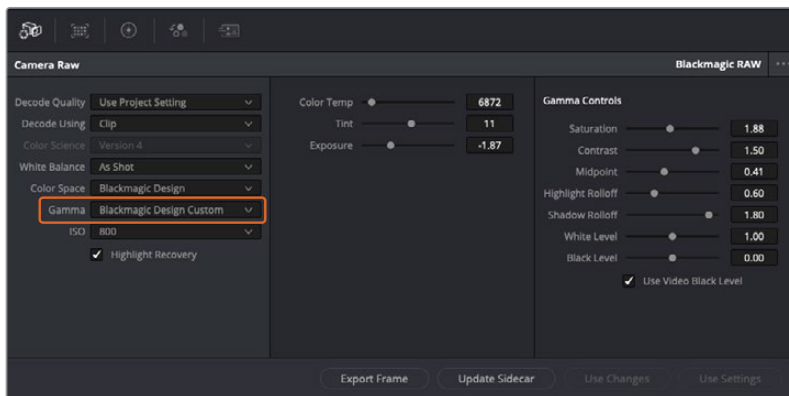 Camera Raw
Blackmagic RAW
Decode Quality Use Project Setting
Decode Using Clip
Color Science Version 4
White Balance As Shot
Color Space Blackmagic Design
Gamma Blackmagic Design Custom
ISO 800
Highlight Recovery
Color Temp 6872
Tint 11
Exposure -1.87
Gamma Controls
Saturation 1.88
Contrast 1.50
Midpoint 0.41
Highlight Rolloff 0.60
Shadow Rolloff 1.80
White Level 1.00
Black Level 0.00
Use Video Black Level
Export Frame
Update Sidecar
Use Changes
Use Settings